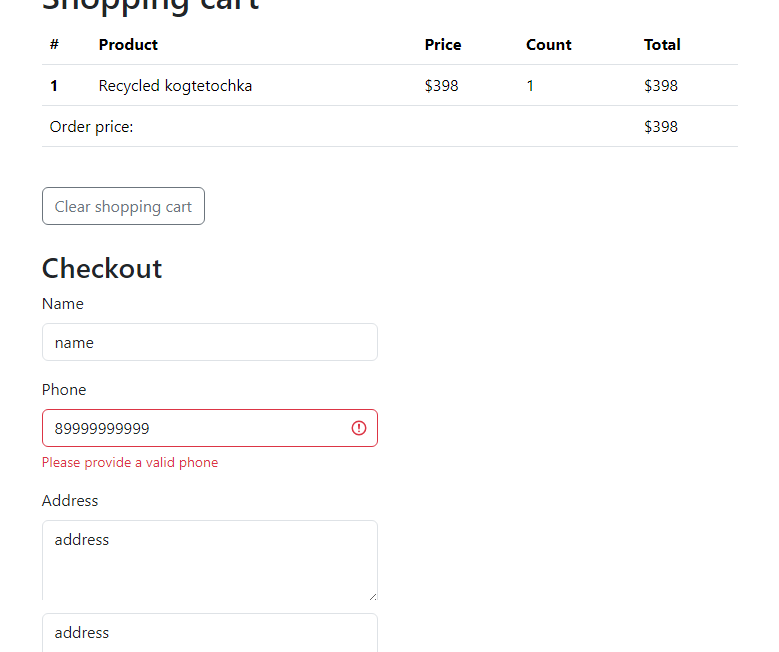 Shopping cart
# Product Price Count Total
1 Recycled kogtetochka $398 1 $398
Order price: $398
Clear shopping cart
Checkout
Name
name
Phone
89999999999
Please provide a valid phone
Address
address
address